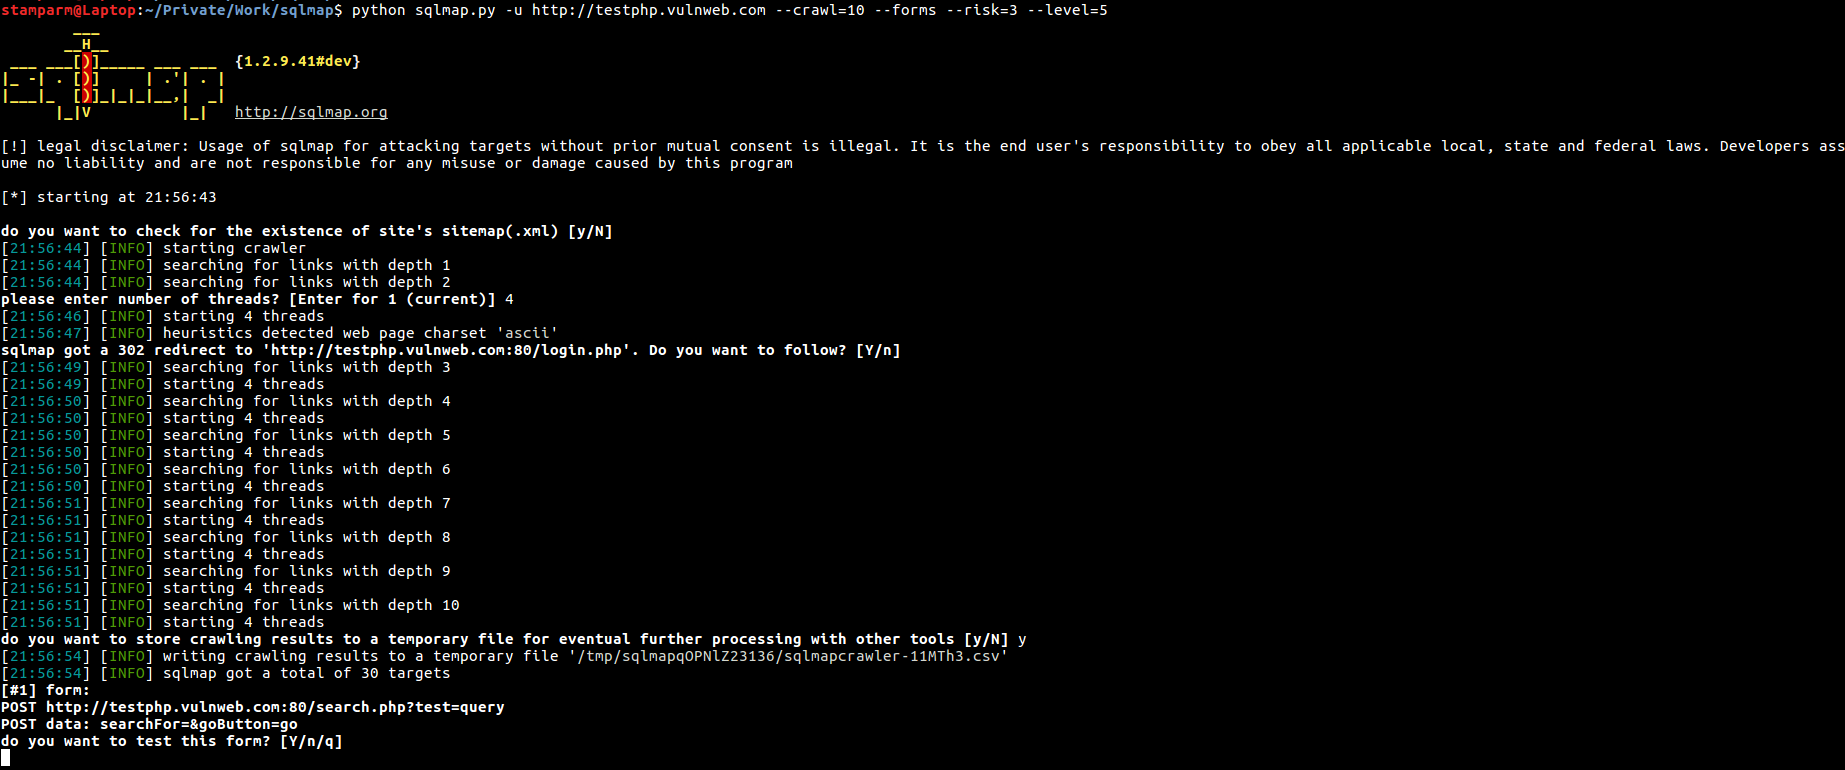 stamparm@Laptop:~/Private/Work/sqlmap$ python sqlmap.py -u http://testphp.vulnweb.com --crawl=10 --forms --risk=3 --level=5
        ___
       __H__
 ___ ___[)]_____ ___ ___  {1.2.9.41#dev}
|_ -| . [)]     | .'| . |
|___|_  [)]_|_|_|__,|  _|
      |_|V          |_|   http://sqlmap.org
[!] legal disclaimer: Usage of sqlmap for attacking targets without prior mutual consent is illegal. It is the end user's responsibility to obey all applicable local, state and federal laws. Developers ass
ume no liability and are not responsible for any misuse or damage caused by this program
[*] starting at 21:56:43
do you want to check for the existence of site's sitemap(.xml) [y/N]
[21:56:44] [INFO] starting crawler
[21:56:44] [INFO] searching for links with depth 1
[21:56:44] [INFO] searching for links with depth 2
please enter number of threads? [Enter for 1 (current)] 4
[21:56:46] [INFO] starting 4 threads
[21:56:47] [INFO] heuristics detected web page charset 'ascii'
sqlmap got a 302 redirect to 'http://testphp.vulnweb.com:80/login.php'. Do you want to follow? [Y/n]
[21:56:49] [INFO] searching for links with depth 3
[21:56:49] [INFO] starting 4 threads
[21:56:50] [INFO] searching for links with depth 4
[21:56:50] [INFO] starting 4 threads
[21:56:50] [INFO] searching for links with depth 5
[21:56:50] [INFO] starting 4 threads
[21:56:50] [INFO] searching for links with depth 6
[21:56:50] [INFO] starting 4 threads
[21:56:51] [INFO] searching for links with depth 7
[21:56:51] [INFO] starting 4 threads
[21:56:51] [INFO] searching for links with depth 8
[21:56:51] [INFO] starting 4 threads
[21:56:51] [INFO] searching for links with depth 9
[21:56:51] [INFO] starting 4 threads
[21:56:51] [INFO] searching for links with depth 10
[21:56:51] [INFO] starting 4 threads
do you want to store crawling results to a temporary file for eventual further processing with other tools [y/N] y
[21:56:54] [INFO] writing crawling results to a temporary file '/tmp/sqlmapqOPNlZ23136/sqlmapcrawler-11MTh3.csv'
[21:56:54] [INFO] sqlmap got a total of 30 targets
[#1] form:
POST http://testphp.vulnweb.com:80/search.php?test=query
POST data: searchFor=&goButton=go
do you want to test this form? [Y/n/q]